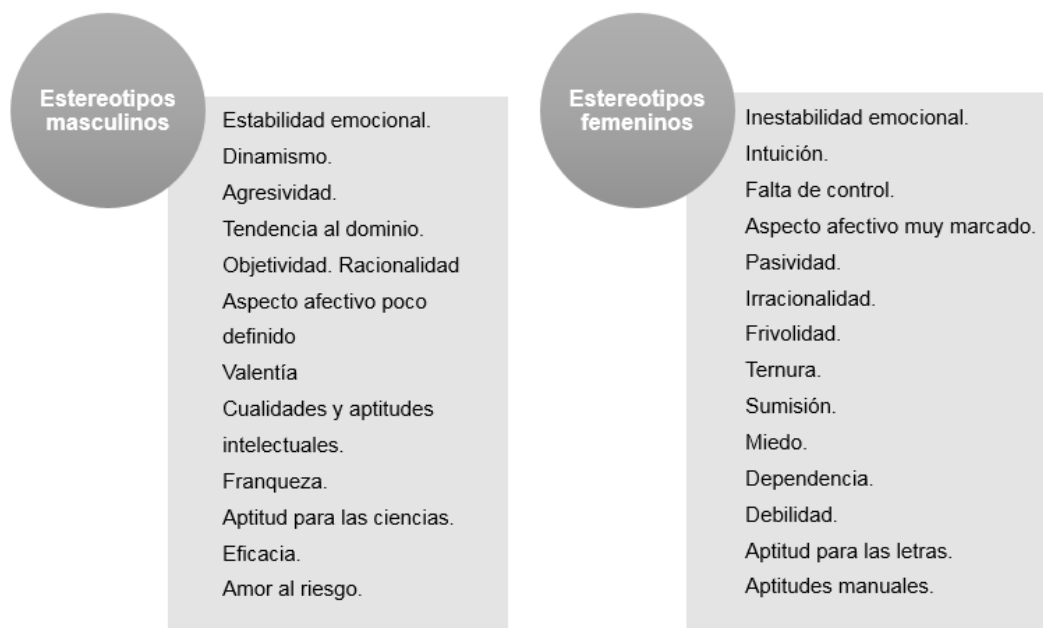 Estereotipos
masculinos
Estabilidad emocional.
Dinamismo.
Agresividad.
Tendencia al dominio.
Objetividad. Racionalidad
Aspecto afectivo poco
definido
Valentía
Cualidades y aptitudes
intelectuales.
Franqueza.
Aptitud para las ciencias.
Eficacia.
Amor al riesgo.
Estereotipos
femeninos
Inestabilidad emocional.
Intuición.
Falta de control.
Aspecto afectivo muy marcado.
Pasividad.
Irracionalidad.
Frivolidad.
Ternura.
Sumisión.
Miedo.
Dependencia.
Debilidad.
Aptitud para las letras.
Aptitudes manuales.